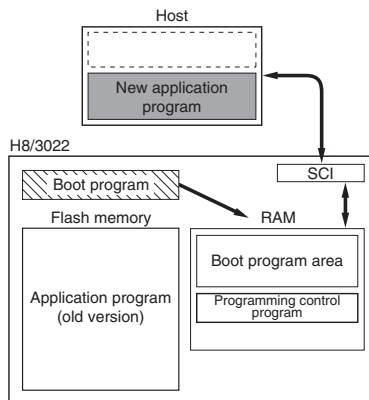 Host
New application
program
H8/3022
SCI
Boot program
Flash memory
RAM
Application program
(old version)
Boot program area
Programming control
program